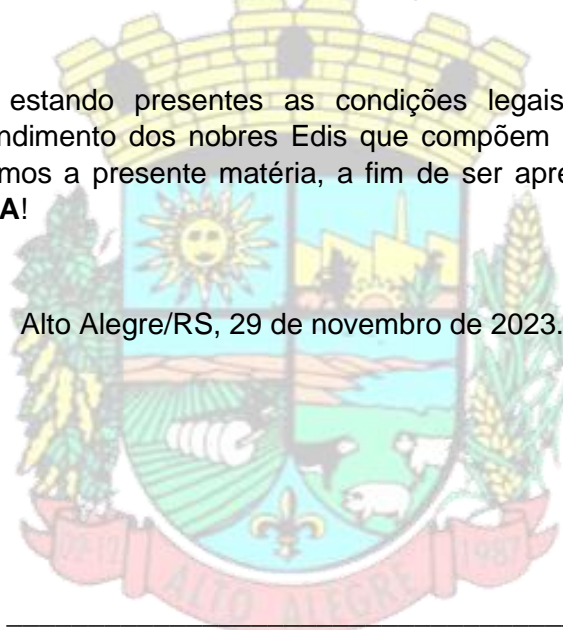 estando presentes as condições legais
ndimento dos nobres Edis que compõem
mos a presente matéria, a fim de ser apre
A!
Alto Alegre/RS, 29 de novembro de 2023.
ALTO ALEGRE
1987